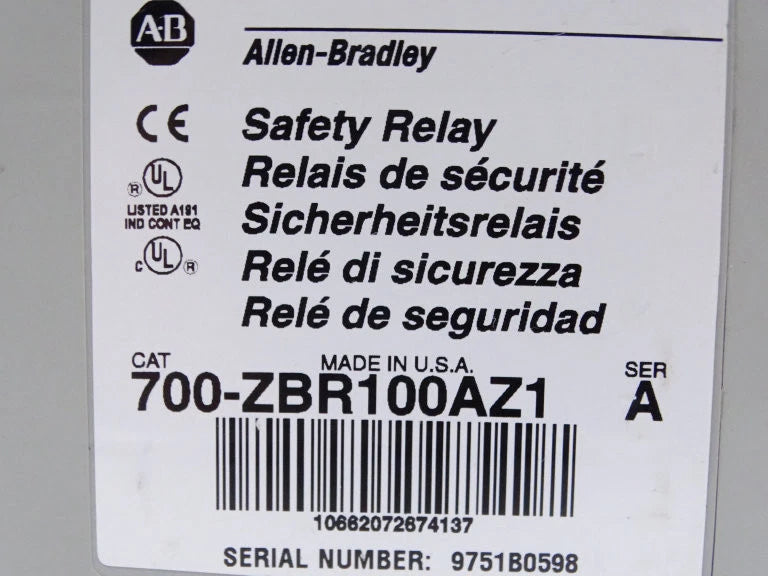 A-B
Allen-Bradley
CE
Safety Relay
UL ®
Relais de sécurité
LISTED A191
IND CONT EQ
Sicherheitsrelais
C UL ®
Relé di sicurezza
Relé de seguridad
CAT
MADE IN U.S.A.
SER
700-ZBR100AZ1
A
10662072674137
SERIAL NUMBER: 9751B0598